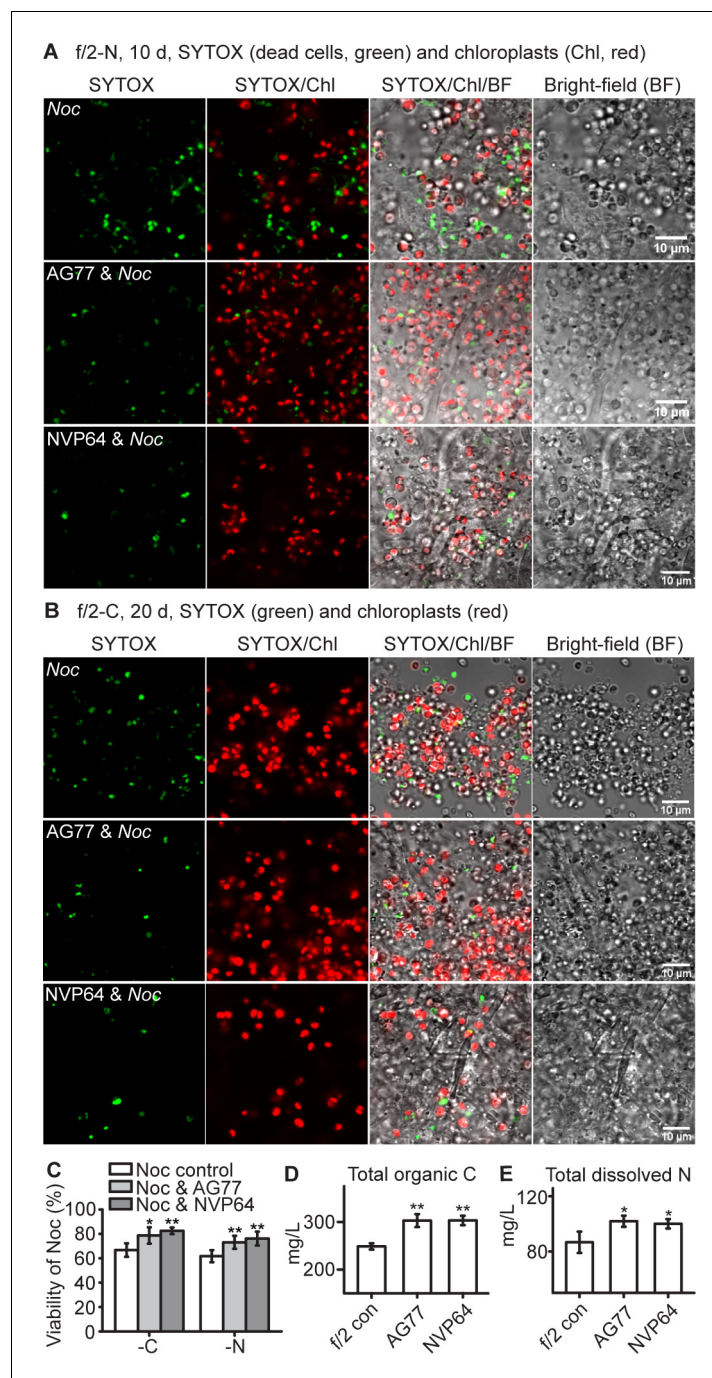 A f/2-N, 10 d, SYTOX (dead cells, green) and chloroplasts (Chl, red)
SYTOX SYTOX/Chl SYTOX/Chl/BF Bright-field (BF)
Noc
10 μm
AG77 & Noc
10 μm
NVP64 & Noc
10 μm
B f/2-C, 20 d, SYTOX (green) and chloroplasts (red)
SYTOX SYTOX/Chl SYTOX/Chl/BF Bright-field (BF)
Noc
10 μm
AG77 & Noc
10 μm
NVP64 & Noc
10 μm
C
Noc control
Noc & AG77
Noc & NVP64
Viability of Noc (%)
100
80
60
40
20
0
* ** ** **
-C -N
D Total organic C
mg/L
300
250
** **
f/2 con AG77 NVP64
E Total dissolved N
mg/L
120
80
* *
f/2 con AG77 NVP64